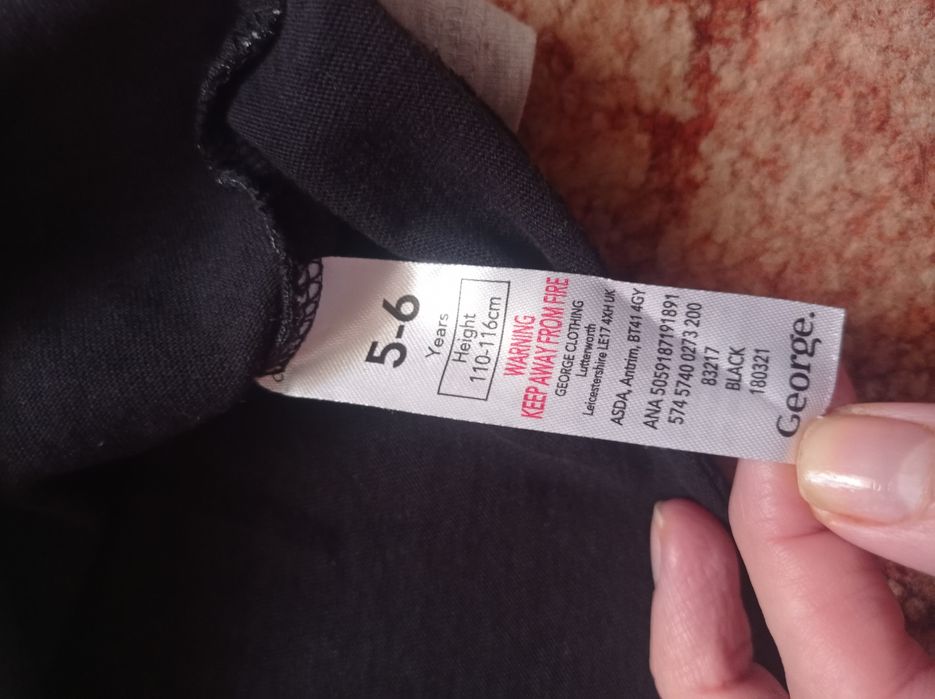 5-6
Years
Height
110-116cm
WARNING
KEEP AWAY FROM FIRE
GEORGE CLOTHING
Lutterworth
Leicestershire LE17 4XH UK
ASDA, Antrim, BT41 4GY
ANA 5059187191891
574 5740 0273 200
83217
BLACK
180321
George.